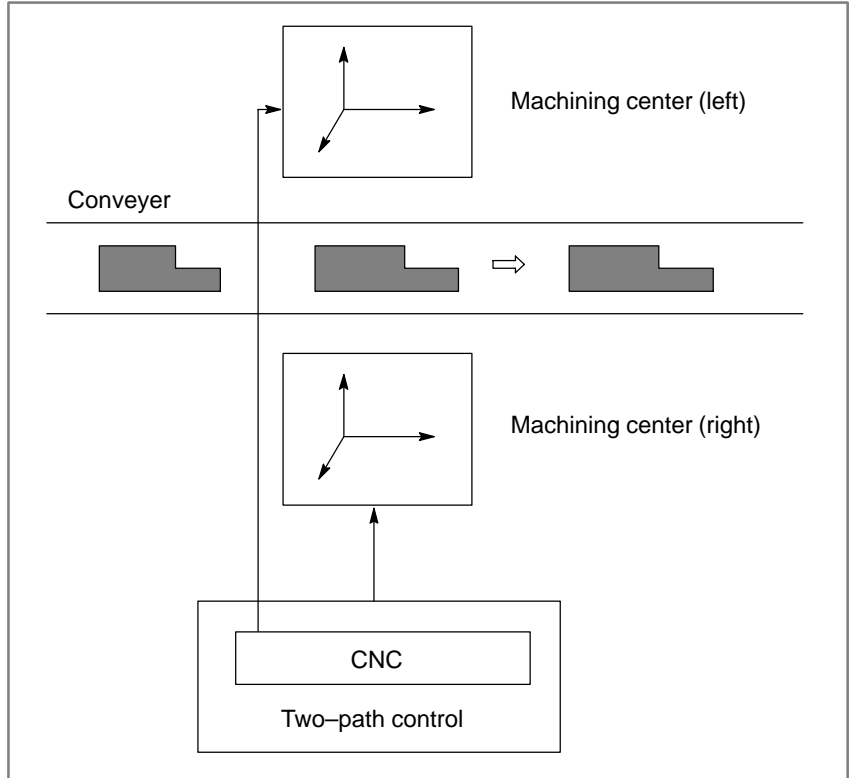 Machining center (left)
Conveyer
Machining center (right)
CNC
Two–path control